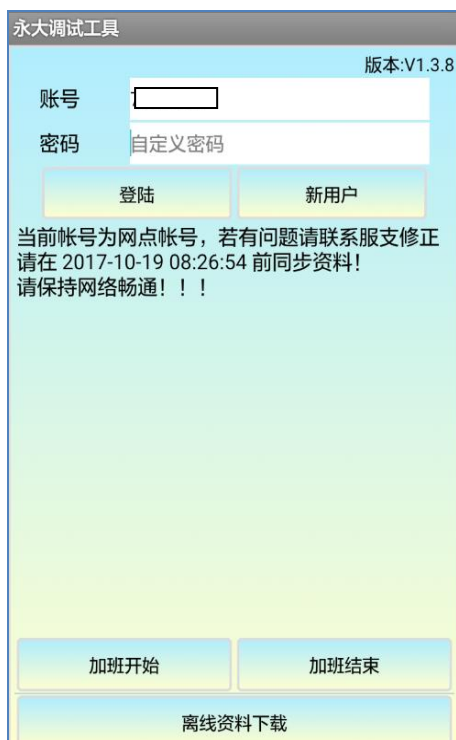 永大调试工具
版本:V1.3.8
账号
密码 自定义密码
登陆 新用户
当前帐号为网点帐号，若有问题请联系服支修正
请在 2017-10-19 08:26:54 前同步资料！
请保持网络畅通！！！
加班开始 加班结束
离线资料下载